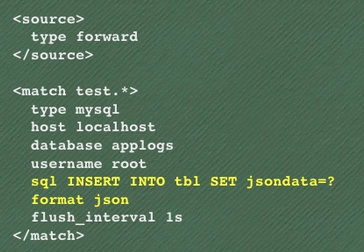 <source>
type forward
</source>
<match test.*>
type mysql
host localhost
database applogs
username root
sql INSERT INTO tbl SET jsondata=?
format json
flush_interval 1s
</match>